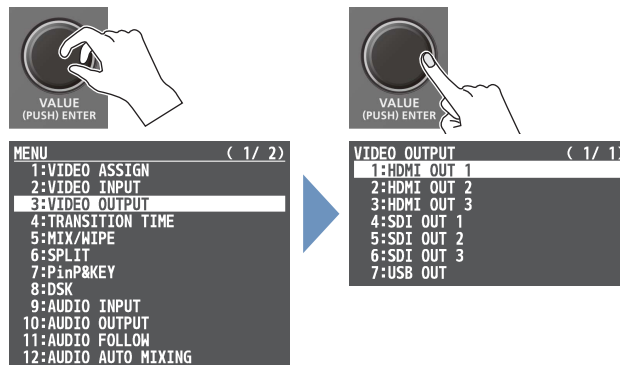 VALUE
(PUSH) ENTER
MENU ( 1/ 2)
1:VIDEO ASSIGN
2:VIDEO INPUT
3:VIDEO OUTPUT
4:TRANSITION TIME
5:MIX/WIPE
6:SPLIT
7:PinP&KEY
8:DSK
9:AUDIO INPUT
10:AUDIO OUTPUT
11:AUDIO FOLLOW
12:AUDIO AUTO MIXING
VALUE
(PUSH) ENTER
VIDEO OUTPUT ( 1/ 1)
1:HDMI OUT 1
2:HDMI OUT 2
3:HDMI OUT 3
4:SDI OUT 1
5:SDI OUT 2
6:SDI OUT 3
7:USB OUT